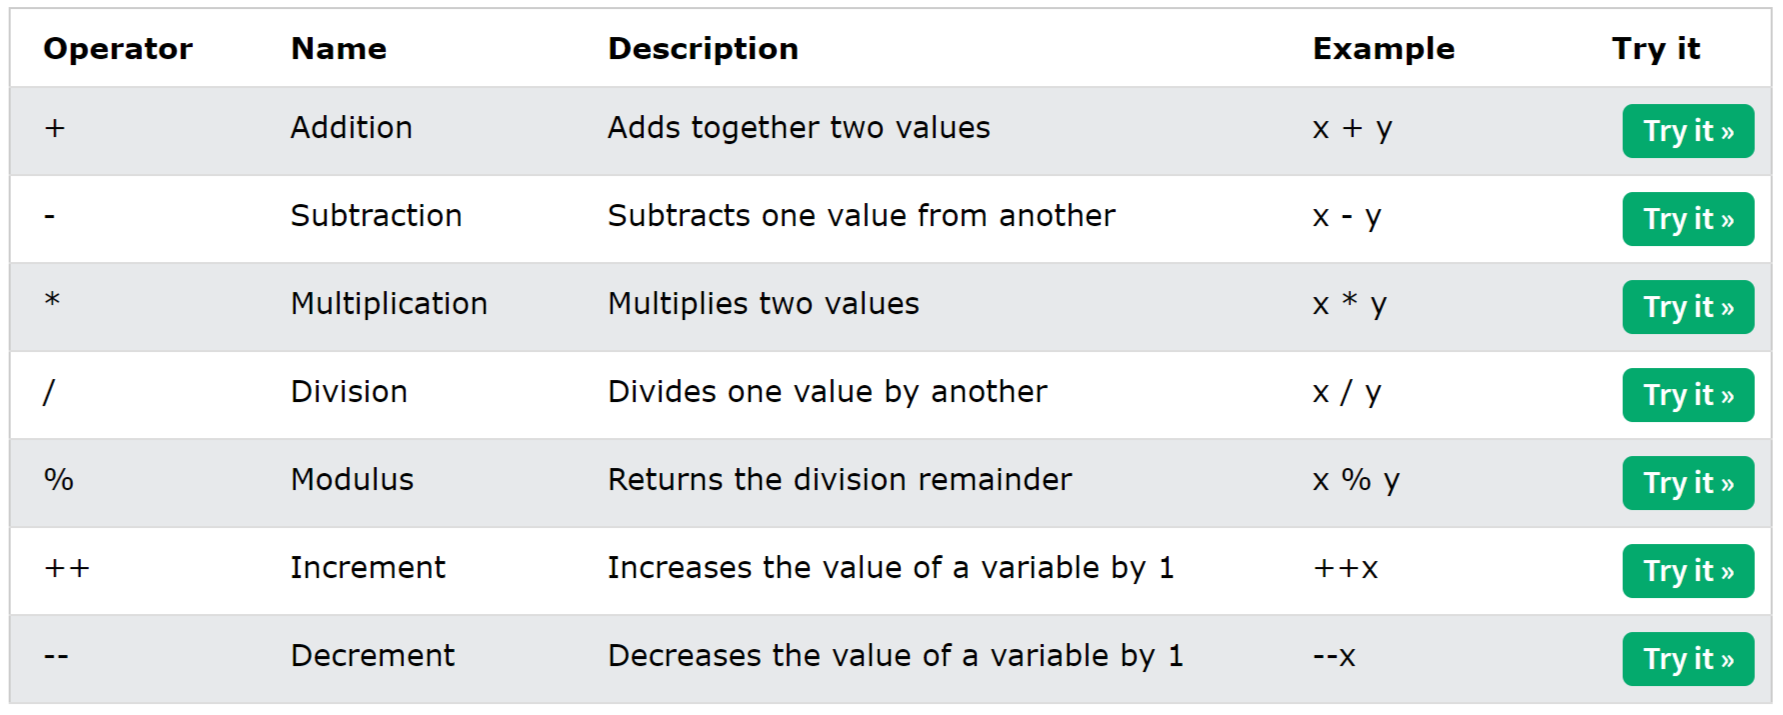 Operator Name Description Example Try it
+ Addition Adds together two values x + y Try it »
- Subtraction Subtracts one value from another x - y Try it »
* Multiplication Multiplies two values x * y Try it »
/ Division Divides one value by another x / y Try it »
% Modulus Returns the division remainder x % y Try it »
++ Increment Increases the value of a variable by 1 ++x Try it »
-- Decrement Decreases the value of a variable by 1 --x Try it »